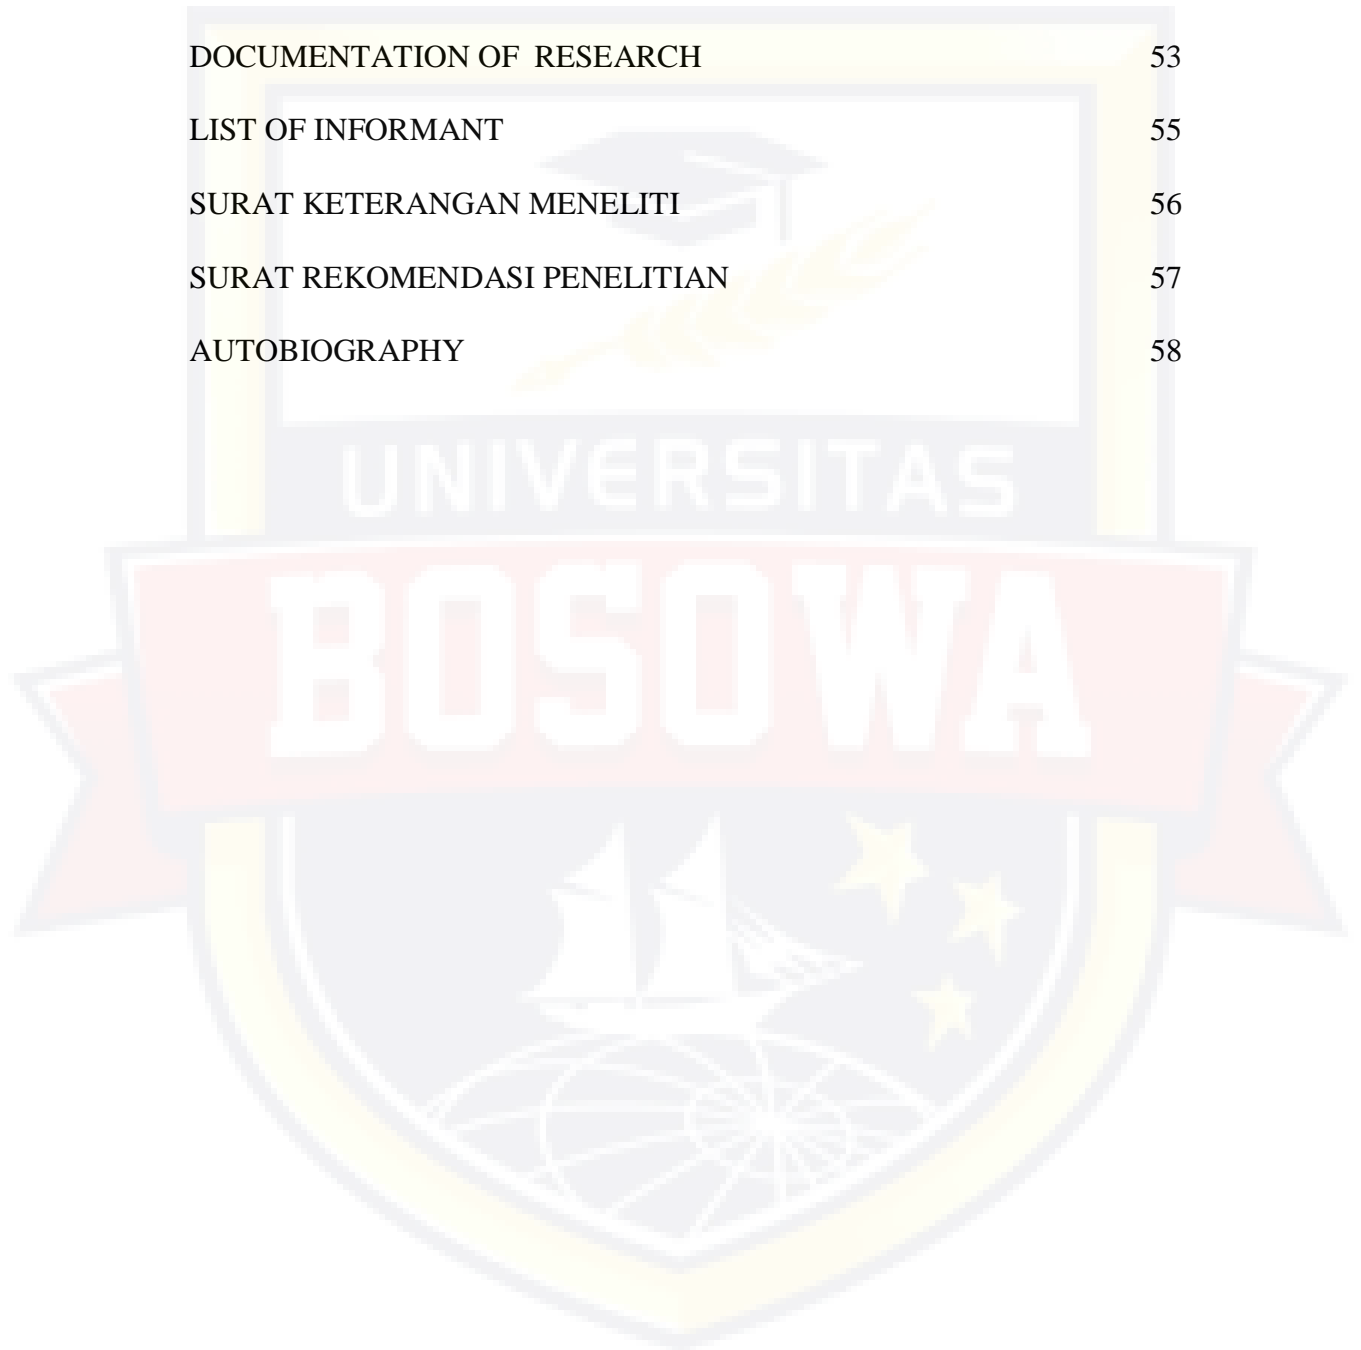 DOCUMENTATION OF  RESEARCH 53
LIST OF INFORMANT 55
SURAT KETERANGAN MENELITI 56
SURAT REKOMENDASI PENELITIAN 57
AUTOBIOGRAPHY 58
UNIVERSITAS
BOSOWA